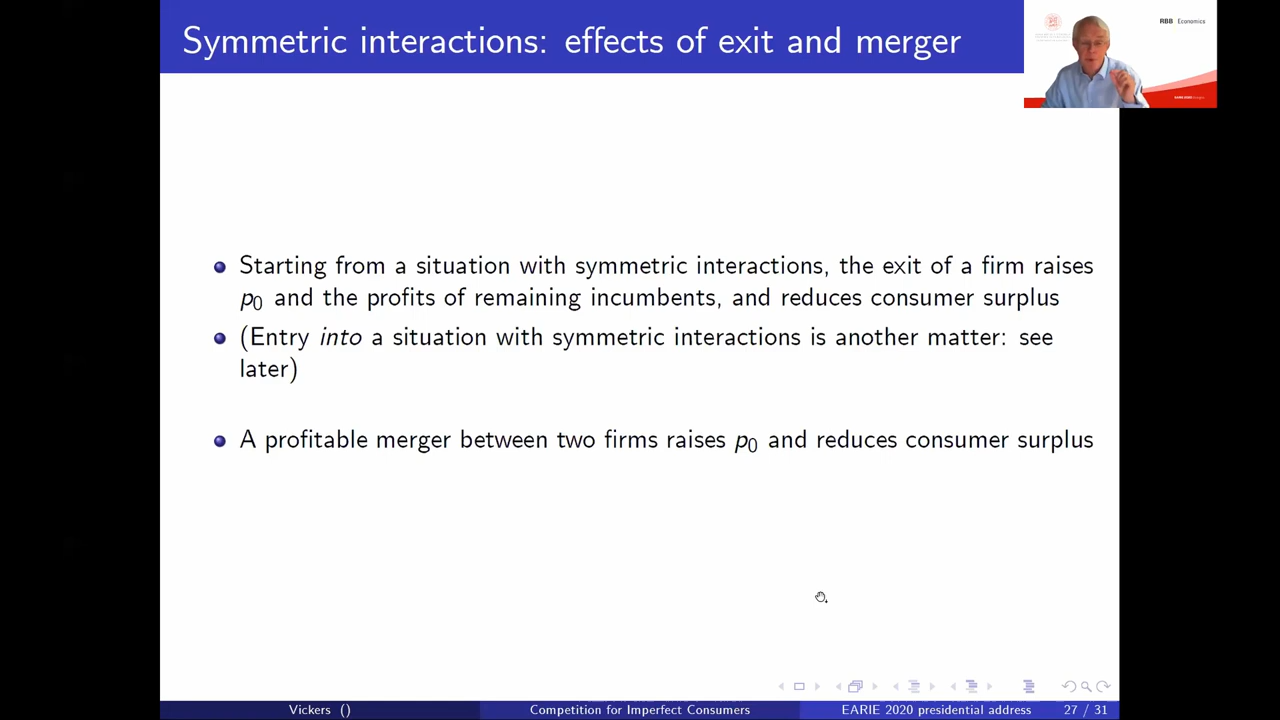 Symmetric interactions: effects of exit and merger
RBB Economics
Starting from a situation with symmetric interactions, the exit of a firm raises
p0 and the profits of remaining incumbents, and reduces consumer surplus
(Entry into a situation with symmetric interactions is another matter: see
later)
A profitable merger between two firms raises p0 and reduces consumer surplus
Vickers ()
Competition for Imperfect Consumers
EARIE 2020 presidential address
27 / 31